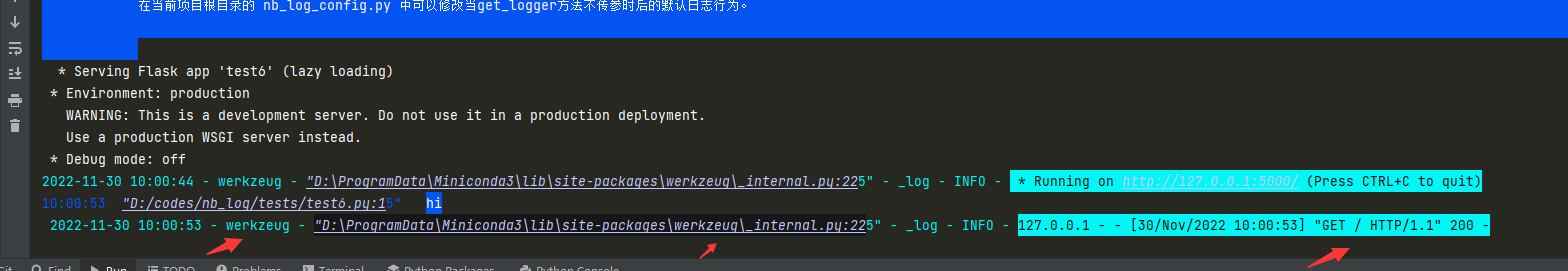 在当前项目根目录的 nb_log_config.py 中可以修改当get_logger方法不传参时后的默认日志行为。
* Serving Flask app 'test6' (lazy loading)
* Environment: production
WARNING: This is a development server. Do not use it in a production deployment.
Use a production WSGI server instead.
* Debug mode: off
2022-11-30 10:00:44 - werkzeug - "D:\ProgramData\Miniconda3\lib\site-packages\werkzeug\_internal.py:225" - _log - INFO -  * Running on http://127.0.0.1:5000/ (Press CTRL+C to quit)
10:00:53  "D:/codes/nb_log/tests/test6.py:15"   hi
2022-11-30 10:00:53 - werkzeug - "D:\ProgramData\Miniconda3\lib\site-packages\werkzeug\_internal.py:225" - _log - INFO - 127.0.0.1 - - [30/Nov/2022 10:00:53] "GET / HTTP/1.1" 200 -
Git Find Run TODO Problems Terminal Python Packages Python Console